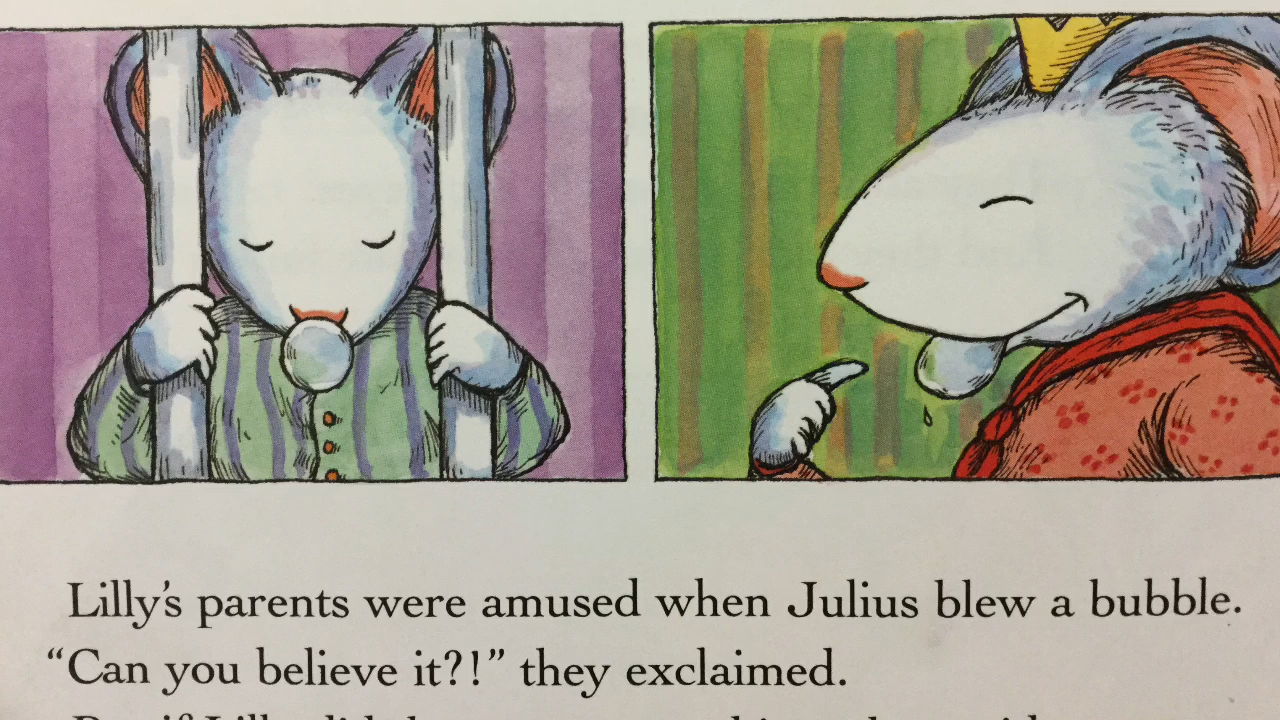 Lilly's parents were amused when Julius blew a bubble.
“Can you believe it?!” they exclaimed.